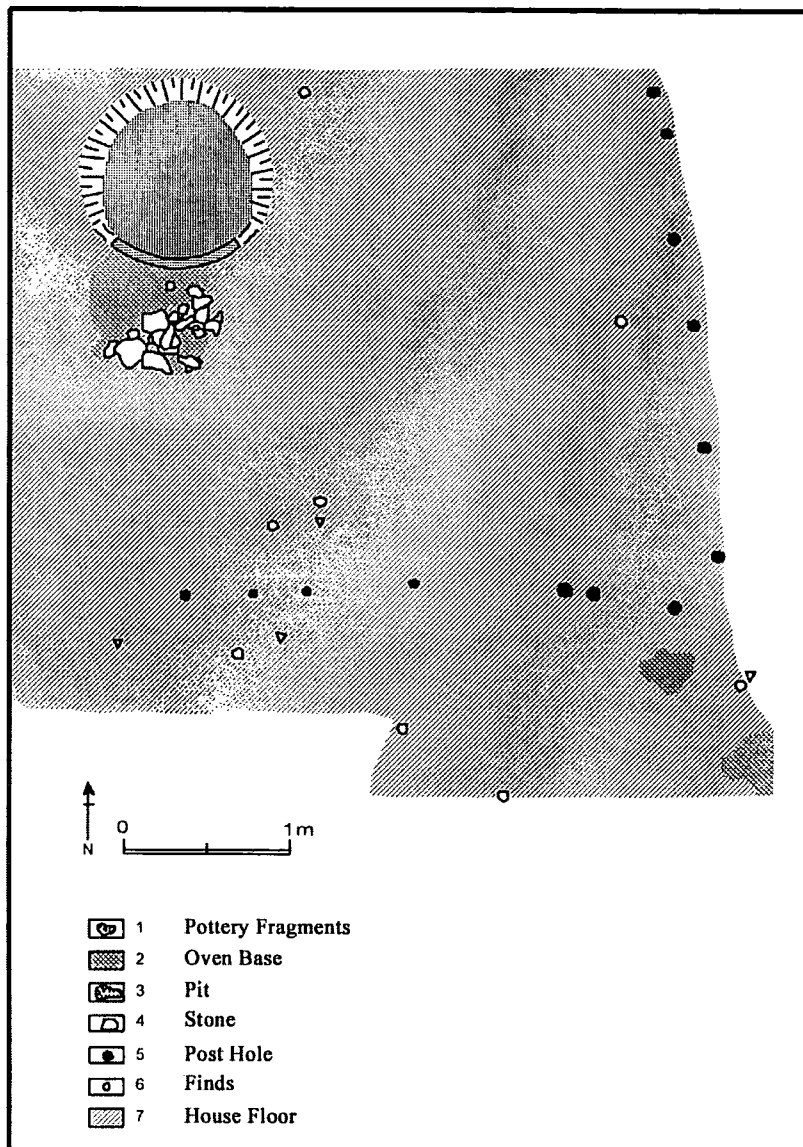 0 1m
N
1 Pottery Fragments
2 Oven Base
3 Pit
4 Stone
5 Post Hole
6 Finds
7 House Floor